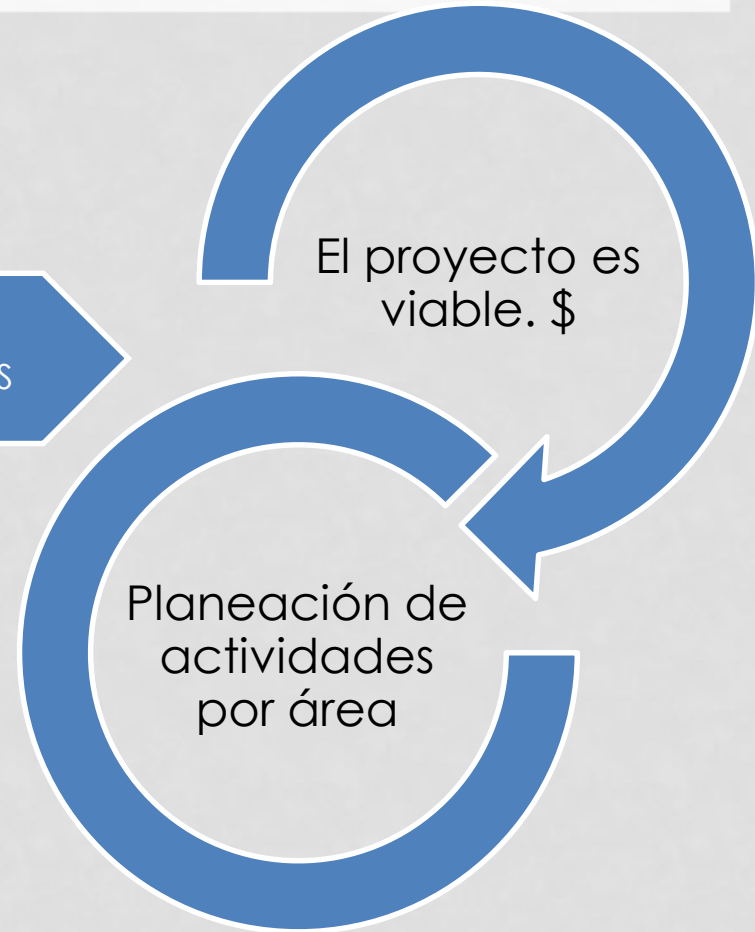 El proyecto es
viable. $
Planeación de
actividades
por área